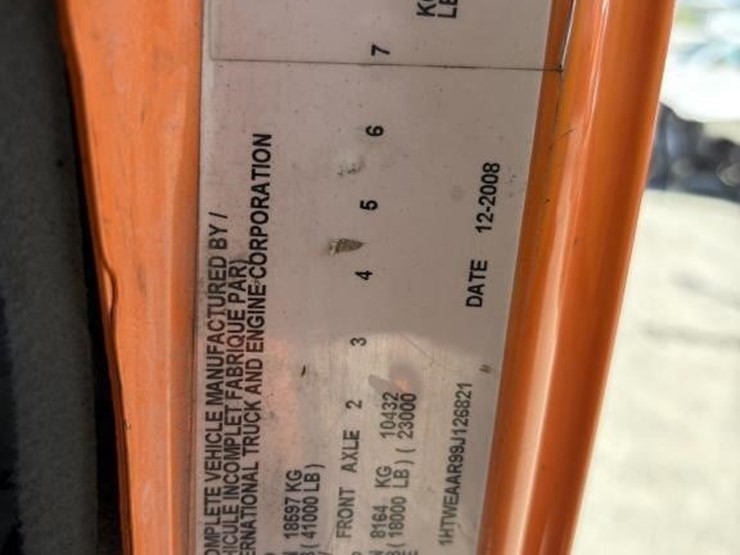 OMPLETE VEHICLE MANUFACTURED BY /
HICULE INCOMPLET FABRIQUE PAR)
ERNATIONAL TRUCK AND ENGINE CORPORATION
18597 KG
( 41000 LB )
FRONT AXLE 2 3 4 5 6 7
8164 KG 10432
( 18000 LB ) ( 23000
DATE 12-2008
1HTWEAAR99J126821